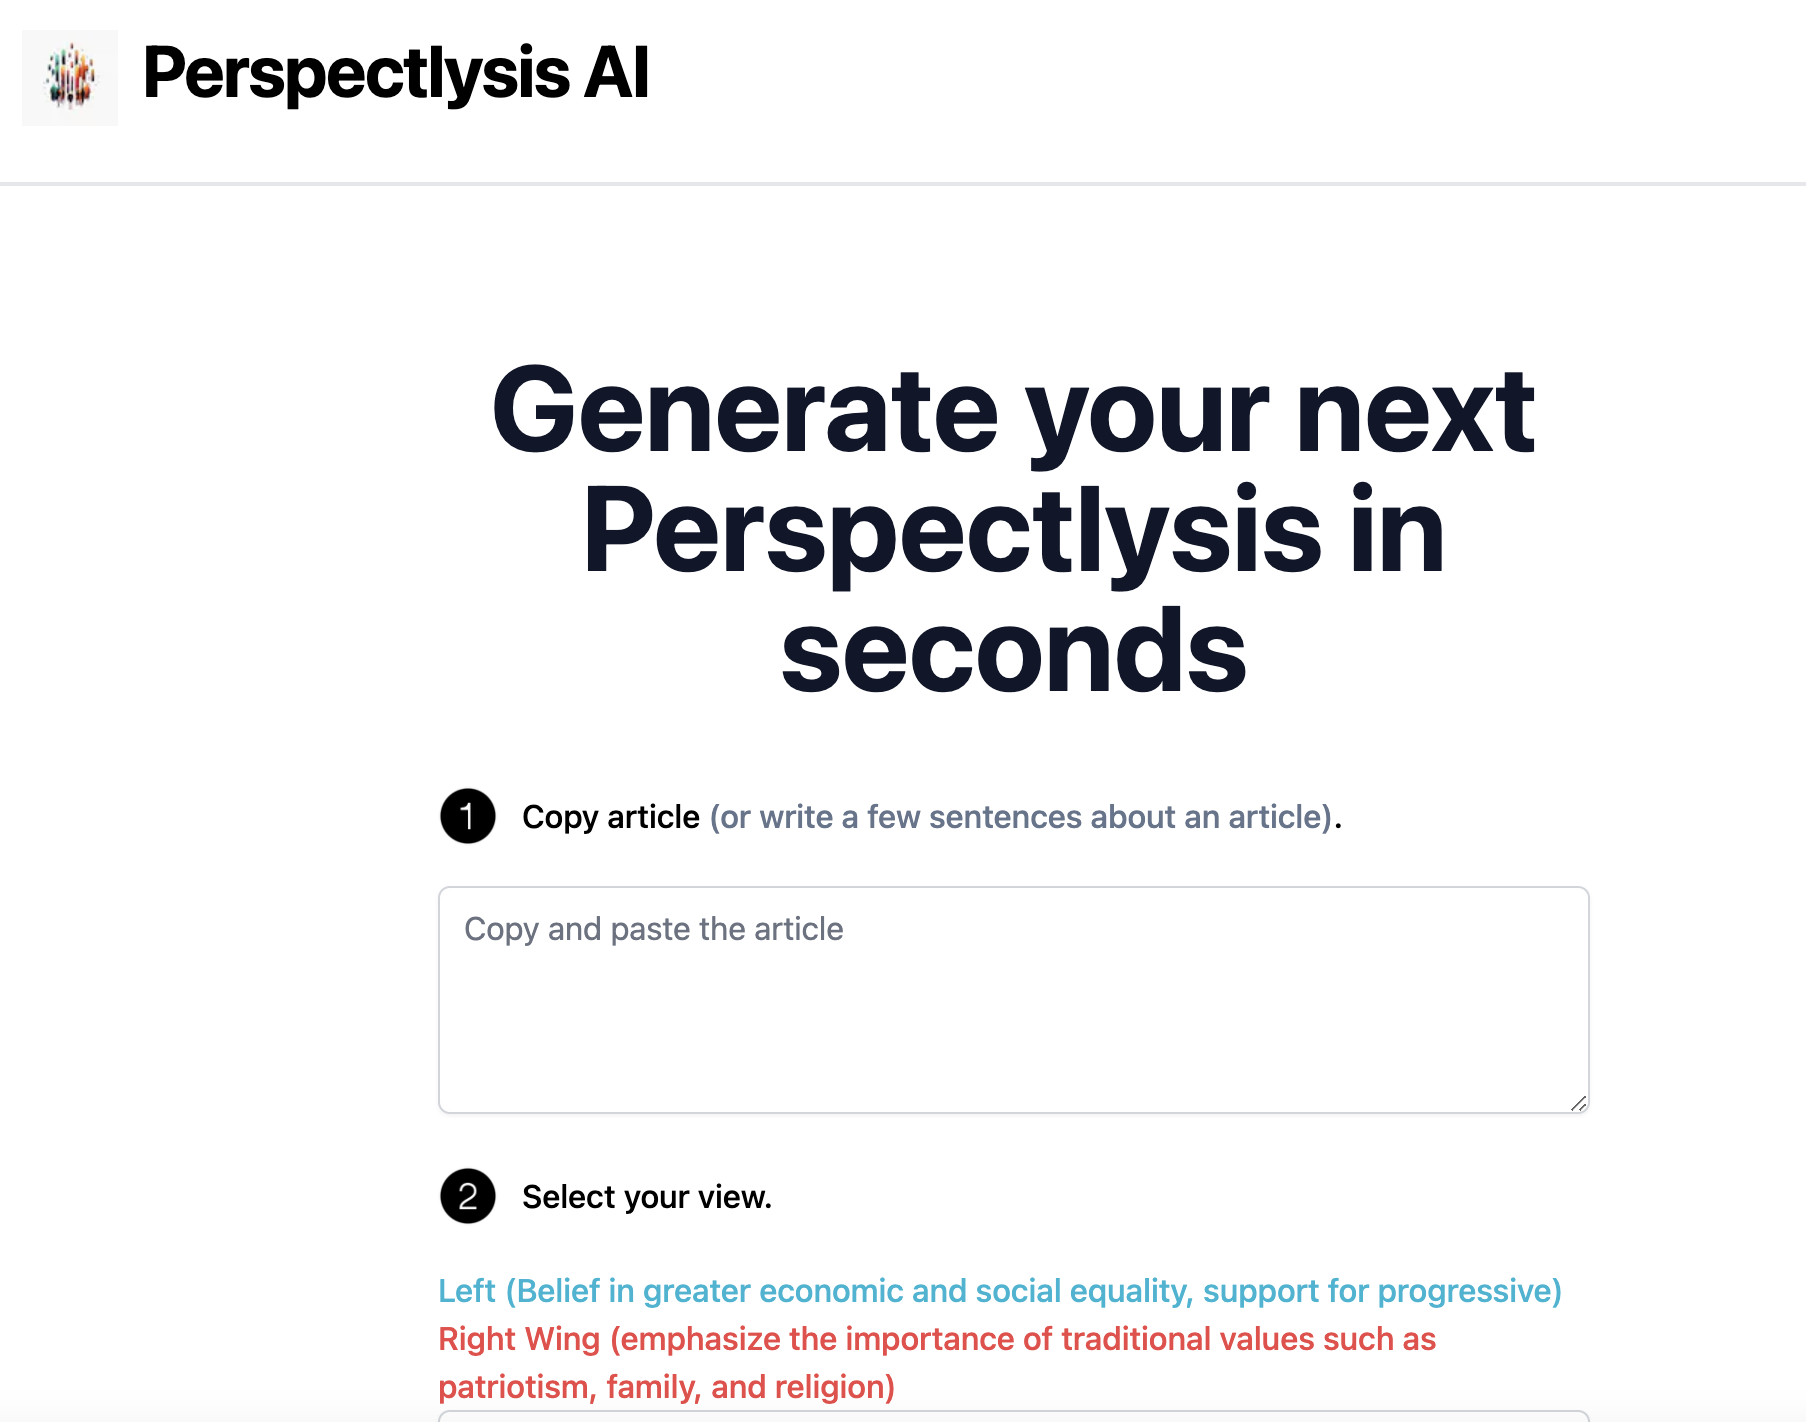 Perspectlysis AI
Generate your next
Perspectlysis in
seconds
1 Copy article (or write a few sentences about an article).
Copy and paste the article
2 Select your view.
Left (Belief in greater economic and social equality, support for progressive)
Right Wing (emphasize the importance of traditional values such as
patriotism, family, and religion)